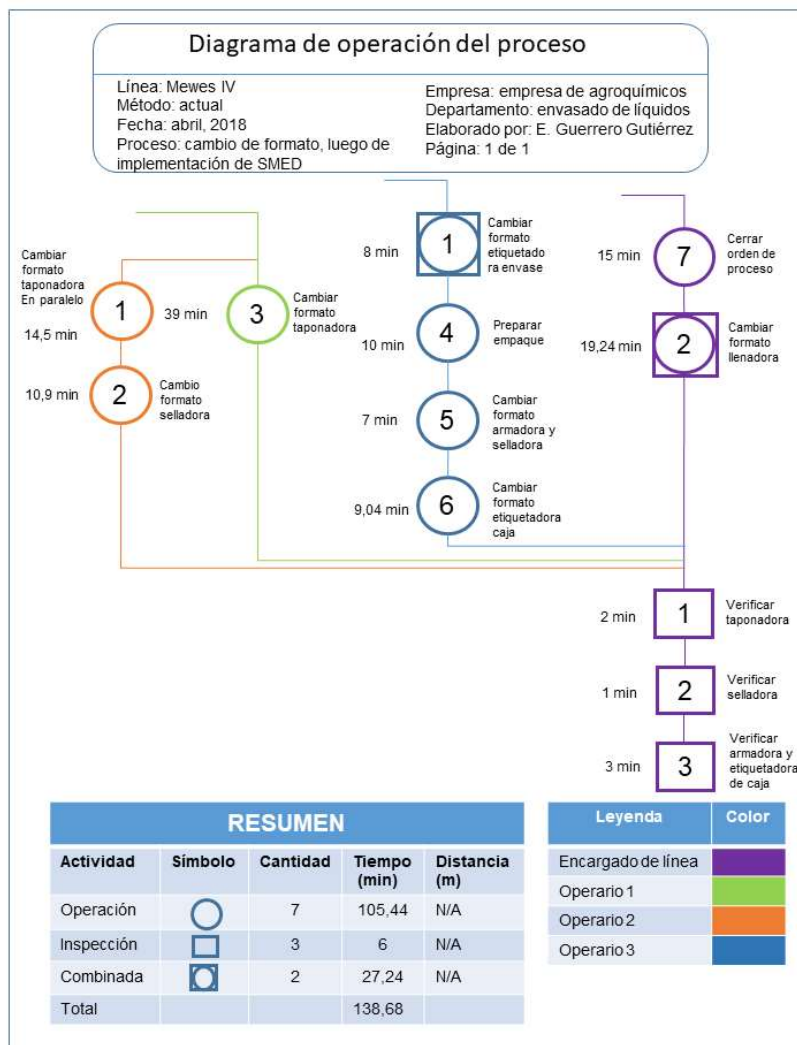 Diagrama de operación del proceso
Línea: Mewes IV
Método: actual
Fecha: abril, 2018
Proceso: cambio de formato, luego de
implementación de SMED
Empresa: empresa de agroquímicos
Departamento: envasado de líquidos
Elaborado por: E. Guerrero Gutiérrez
Página: 1 de 1
Cambiar
formato
taponadora
En paralelo
14,5 min
1
10,9 min
2
Cambio
formato
selladora
39 min
3
Cambiar
formato
taponadora
8 min
1
Cambiar
formato
etiquetado
ra envase
10 min
4
Preparar
empaque
7 min
5
Cambiar
formato
armadora y
selladora
9,04 min
6
Cambiar
formato
etiquetadora
caja
15 min
7
Cerrar
orden de
proceso
19,24 min
2
Cambiar
formato
llenadora
2 min
1
Verificar
taponadora
1 min
2
Verificar
selladora
3 min
3
Verificar
armadora y
etiquetadora
de caja
RESUMEN
Actividad Símbolo Cantidad Tiempo (min) Distancia (m)
Operación 7 105,44 N/A
Inspección 3 6 N/A
Combinada 2 27,24 N/A
Total 138,68
Leyenda Color
Encargado de línea
Operario 1
Operario 2
Operario 3